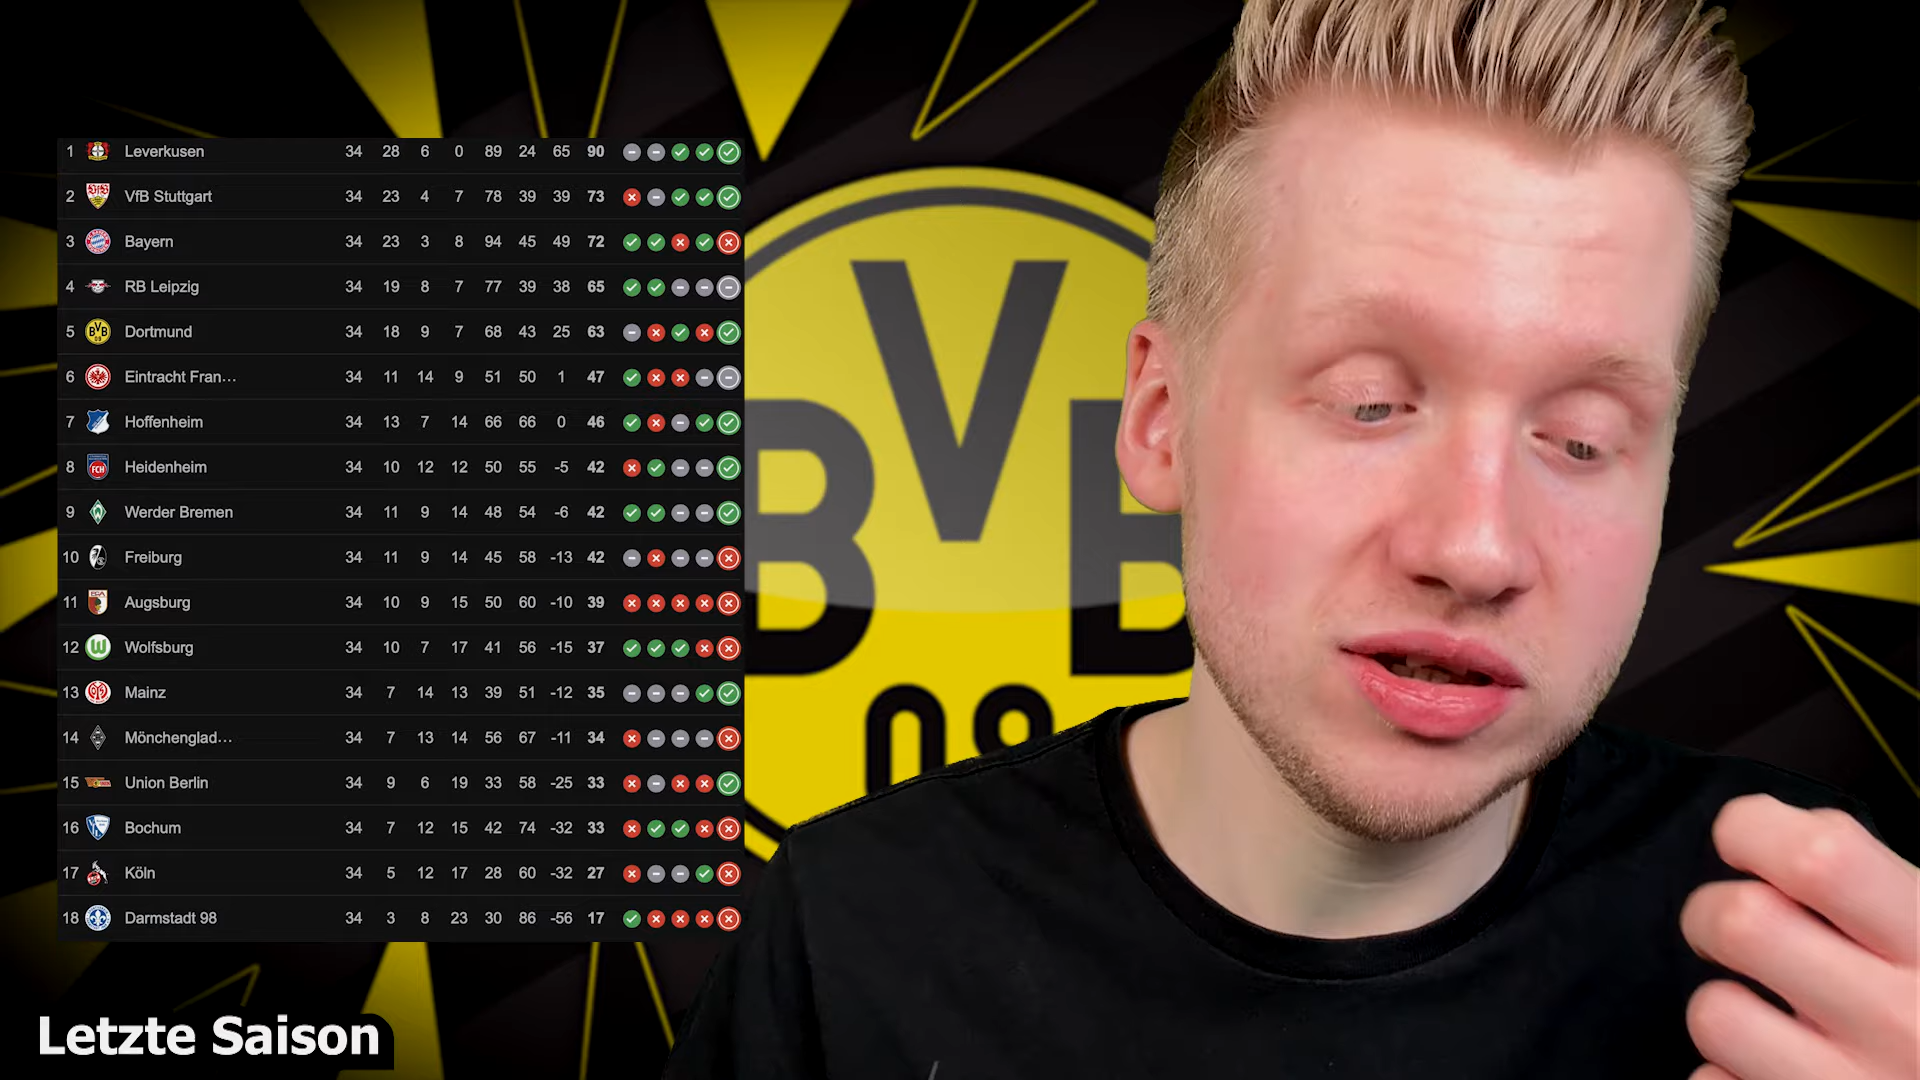 1 Leverkusen 34 28 6 0 89 24 65 90
2 VfB Stuttgart 34 23 4 7 78 39 39 73
3 Bayern 34 23 3 8 94 45 49 72
4 RB Leipzig 34 19 8 7 77 39 38 65
5 Dortmund 34 18 9 7 68 43 25 63
6 Eintracht Fran... 34 11 14 9 51 50 1 47
7 Hoffenheim 34 13 7 14 66 66 0 46
8 Heidenheim 34 10 12 12 50 55 -5 42
9 Werder Bremen 34 11 9 14 48 54 -6 42
10 Freiburg 34 11 9 14 45 58 -13 42
11 Augsburg 34 10 9 15 50 60 -10 39
12 Wolfsburg 34 10 7 17 41 56 -15 37
13 Mainz 34 7 14 13 39 51 -12 35
14 Mönchenglad... 34 7 13 14 56 67 -11 34
15 Union Berlin 34 9 6 19 33 58 -25 33
16 Bochum 34 7 12 15 42 74 -32 33
17 Köln 34 5 12 17 28 60 -32 27
18 Darmstadt 98 34 3 8 23 30 86 -56 17
BVB
09
Letzte Saison